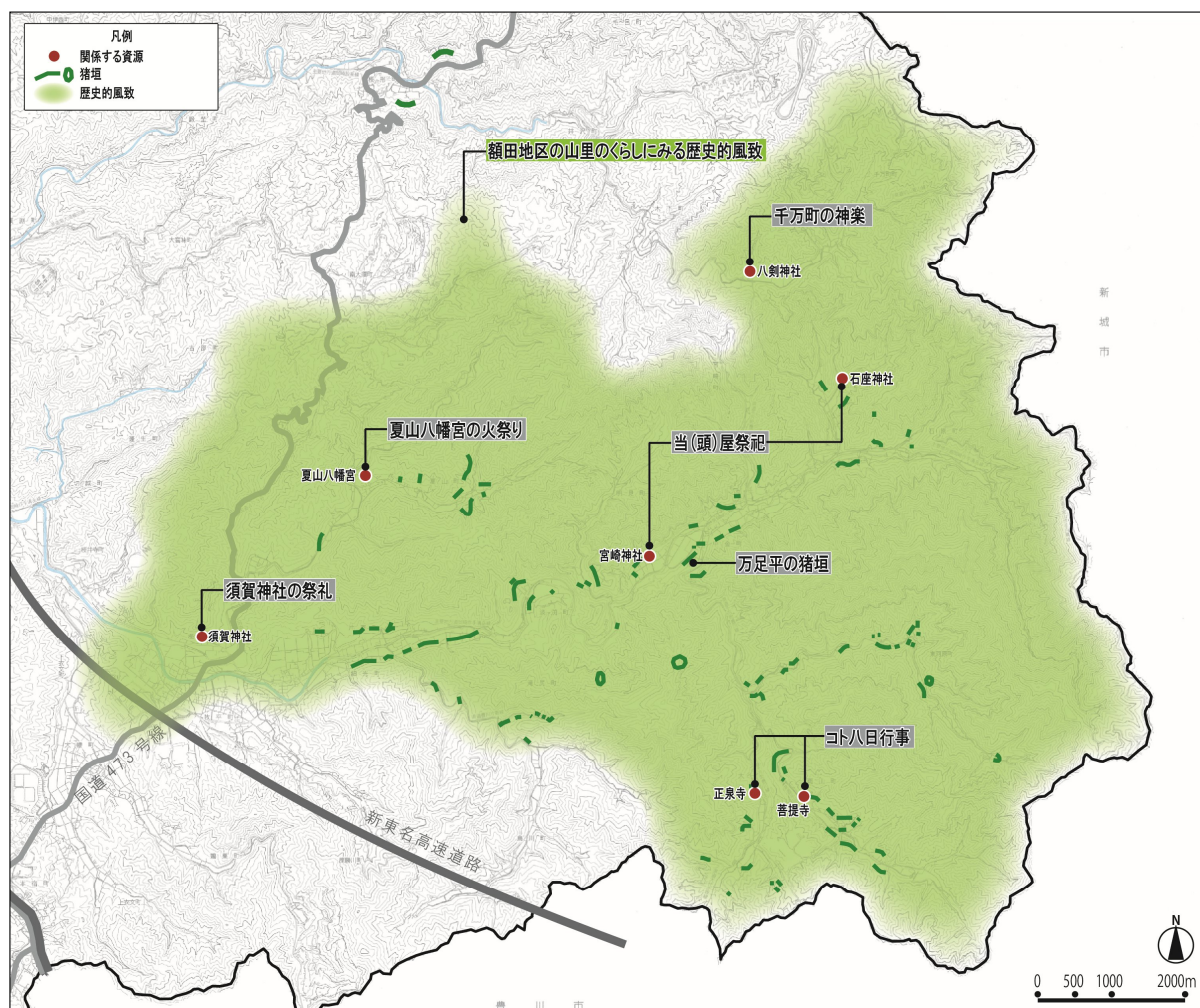 凡例
関係する資源
猪垣
歴史的風致
額田地区の山里のくらしにみる歴史的風致
千万町の神楽
八剣神社
新城市
石座神社
夏山八幡宮の火祭り
夏山八幡宮
当(頭)屋祭祀
宮崎神社
万足平の猪垣
須賀神社の祭礼
須賀神社
コト八日行事
正泉寺
菩提寺
国道473号線
新東名高速道路
豊川市
N
0 500 1000 2000m